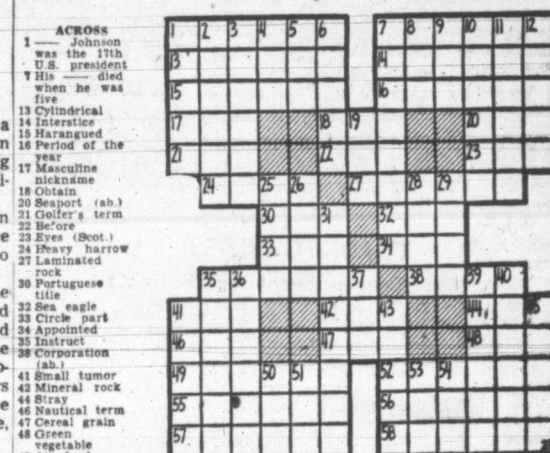 ACROSS
1 — Johnson
was the 17th
U.S. president
7 His — died
when he was
five
13 Cylindrical
14 Interstice
15 Harangued
16 Period of the
year
17 Masculine
nickname
18 Obtain
20 Seaport (ab.)
21 Golfer's term
22 Before
23 Eyes (Scot.)
24 Heavy harrow
27 Laminated
rock
30 Portuguese
title
32 Sea eagle
33 Circle part
34 Appointed
35 Instruct
38 Corporation
(ab.)
41 Small tumor
42 Mineral rock
44 Stray
46 Nautical term
47 Cereal grain
48 Green
vegetable
1 2 3 4 5 6 7 8 9 10 11 12
13 14
15 16
17 18 19 20
21 22 23
24 25 26 27 28 29
30 31 32
33 34
35 36 37 38 39 40
41 42 43 44 45
46 47 48
49 50 51 52 53 54
55 56
57 58